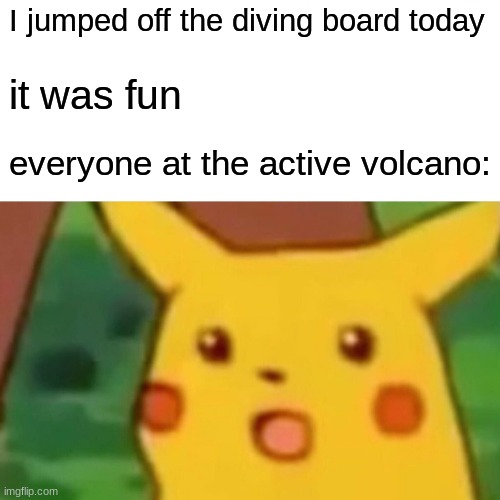 I jumped off the diving board today
it was fun
everyone at the active volcano:
imgflip.com